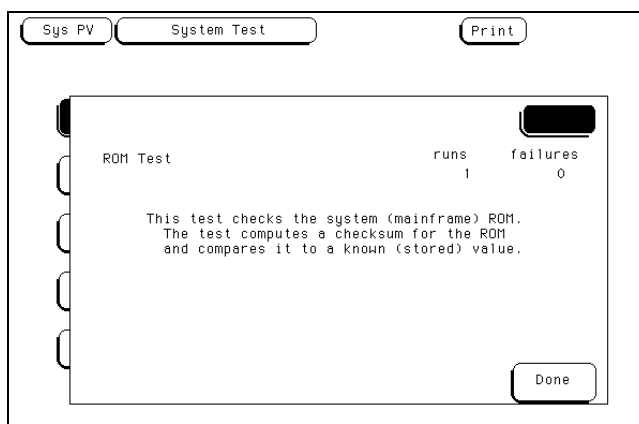 Sys PV System Test Print
runs failures
ROM Test
1 0
This test checks the system (mainframe) ROM.
The test computes a checksum for the ROM
and compares it to a known (stored) value.
Done